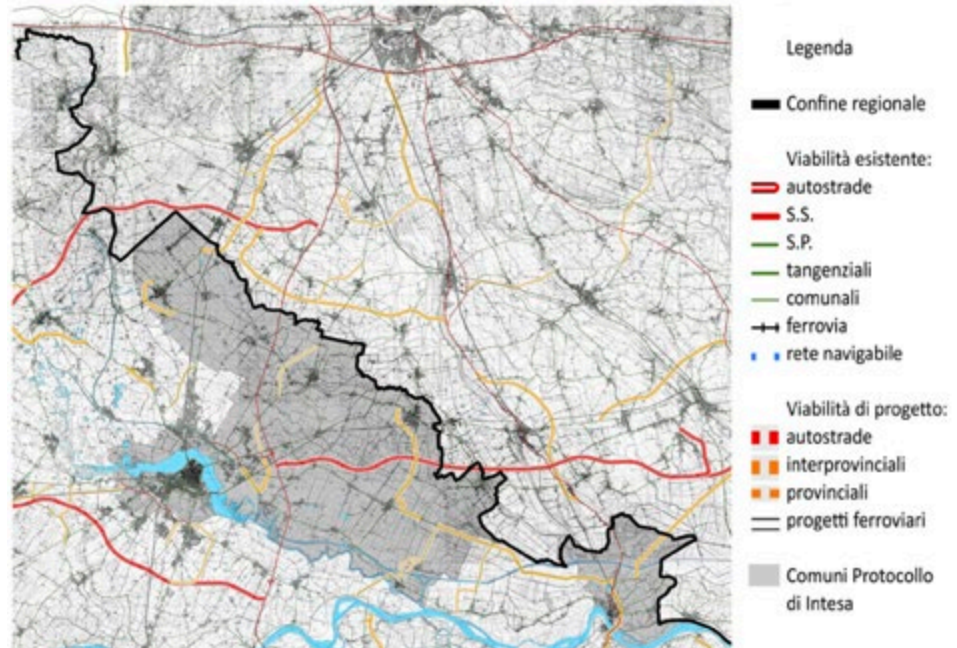 Legenda
Confine regionale
Viabilità esistente:
autostrade
S.S.
S.P.
tangenziali
comunali
ferrovia
rete navigabile
Viabilità di progetto:
autostrade
interprovinciali
provinciali
progetti ferroviari
Comuni Protocollo
di Intesa